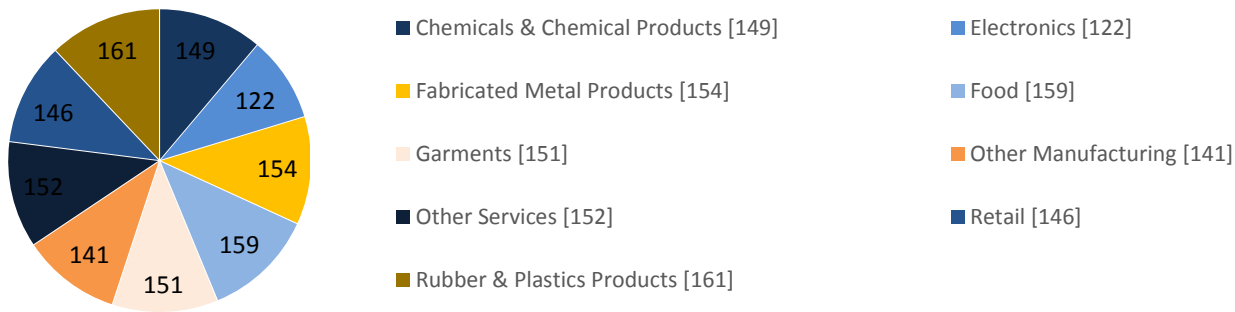 149
122
154
159
151
141
152
146
161
Chemicals & Chemical Products [149]
Electronics [122]
Fabricated Metal Products [154]
Food [159]
Garments [151]
Other Manufacturing [141]
Other Services [152]
Retail [146]
Rubber & Plastics Products [161]